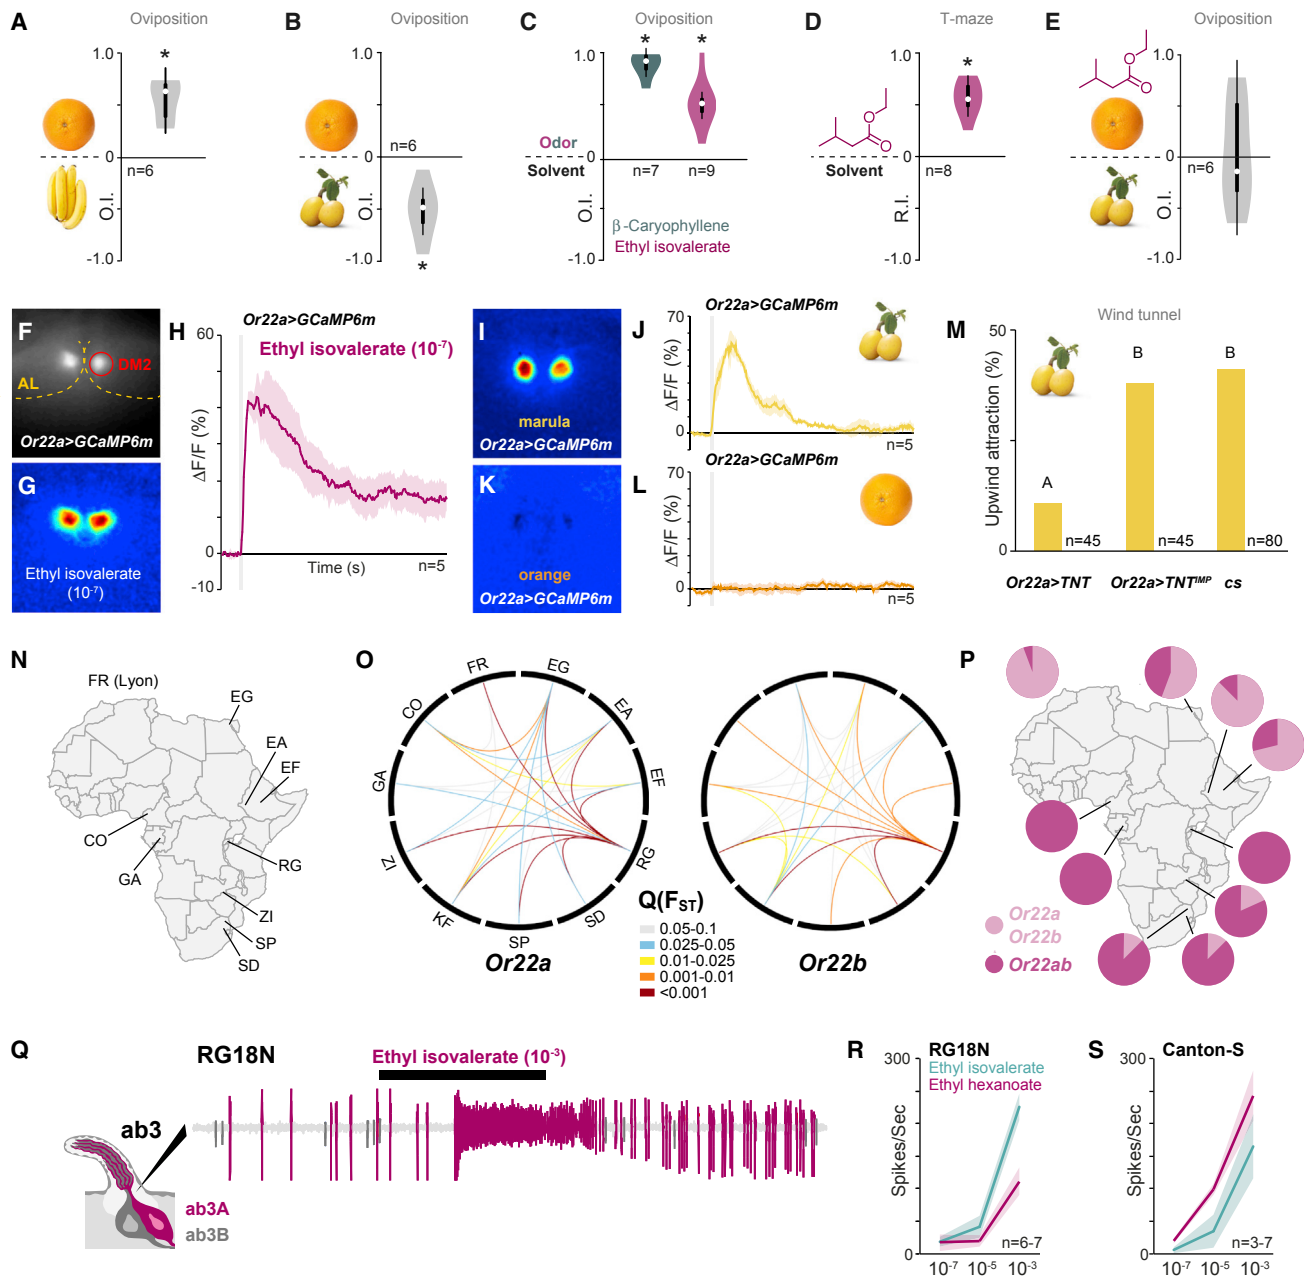 A
Oviposition
1.0
*
0
n=6
O.I.
-1.0
B
Oviposition
1.0
n=6
0
O.I.
-1.0
*
C
Oviposition
1.0
* *
Odor
0
Solvent
n=7 n=9
O.I.
β-Caryophyllene
Ethyl isovalerate
-1.0
D
T-maze
1.0
*
O
O
0
Solvent
n=8
R.I.
-1.0
E
Oviposition
O
O
1.0
0
n=6
O.I.
-1.0
F
DM2
AL
Or22a>GCaMP6m
G
Ethyl isovalerate
(10-7)
H
Or22a>GCaMP6m
60
Ethyl isovalerate (10-7)
ΔF/F (%)
0
-10
Time (s)
n=5
I
marula
Or22a>GCaMP6m
J
Or22a>GCaMP6m
70
ΔF/F (%)
0
n=5
K
orange
Or22a>GCaMP6m
L
Or22a>GCaMP6m
70
ΔF/F (%)
0
n=5
M
Wind tunnel
50
Upwind attraction (%)
0
A
B
B
n=45
n=45
n=80
Or22a>TNT
Or22a>TNTIMP
cs
N
FR (Lyon)
EG
EA
EF
CO
GA
RG
ZI
SP
SD
O
FR
EG
CO
EA
GA
EF
ZI
RG
KF
SP
SD
Or22a
Q(FST)
0.05-0.1
0.025-0.05
0.01-0.025
0.001-0.01
<0.001
Or22b
P
Or22a
Or22b
Or22ab
Q
RG18N
Ethyl isovalerate (10-3)
ab3
ab3A
ab3B
R
RG18N
300
Ethyl isovalerate
Ethyl hexanoate
Spikes/Sec
0
n=6-7
10-7 10-5 10-3
S
Canton-S
300
Spikes/Sec
0
n=3-7
10-7 10-5 10-3